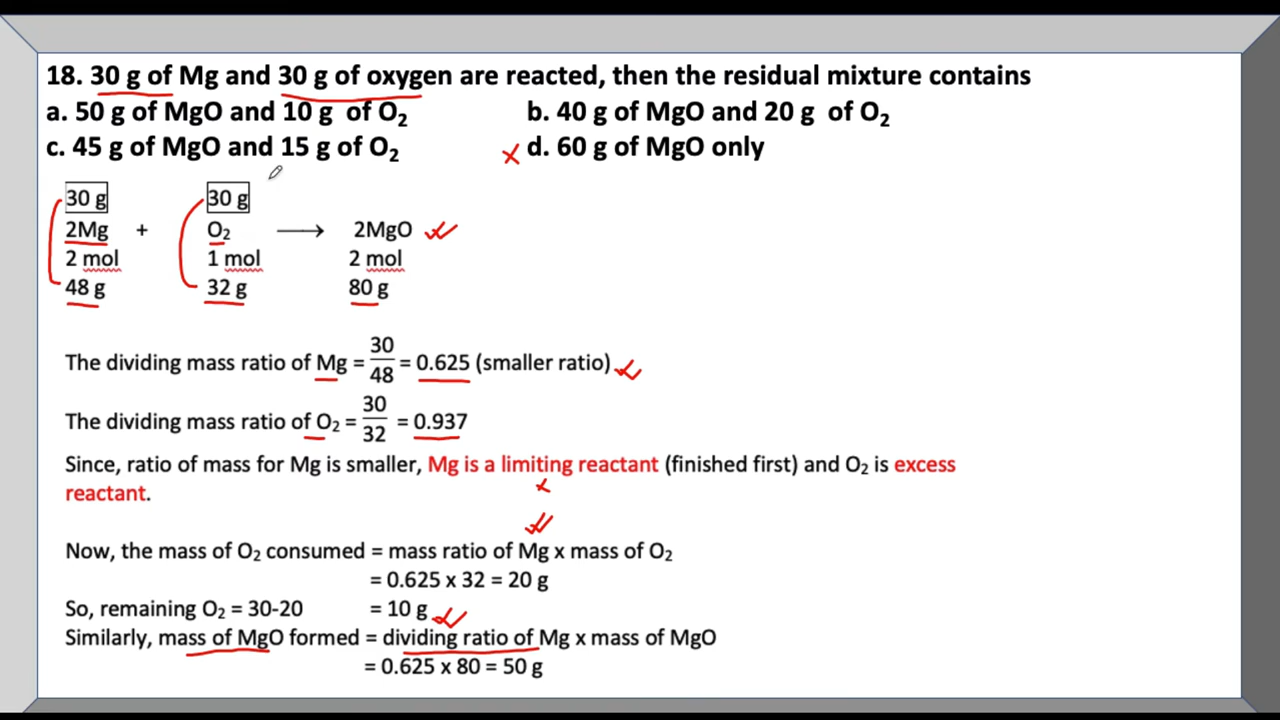 18. 30 g of Mg and 30 g of oxygen are reacted, then the residual mixture contains
a. 50 g of MgO and 10 g of O₂ b. 40 g of MgO and 20 g of O₂
c. 45 g of MgO and 15 g of O₂ d. 60 g of MgO only
30 g 30 g
2Mg + O₂ ⟶ 2MgO
2 mol 1 mol 2 mol
48 g 32 g 80 g
The dividing mass ratio of Mg = 30/48 = 0.625 (smaller ratio)
The dividing mass ratio of O₂ = 30/32 = 0.937
Since, ratio of mass for Mg is smaller, Mg is a limiting reactant (finished first) and O₂ is excess
reactant.
Now, the mass of O₂ consumed = mass ratio of Mg x mass of O₂
= 0.625 x 32 = 20 g
So, remaining O₂ = 30-20 = 10 g
Similarly, mass of MgO formed = dividing ratio of Mg x mass of MgO
= 0.625 x 80 = 50 g